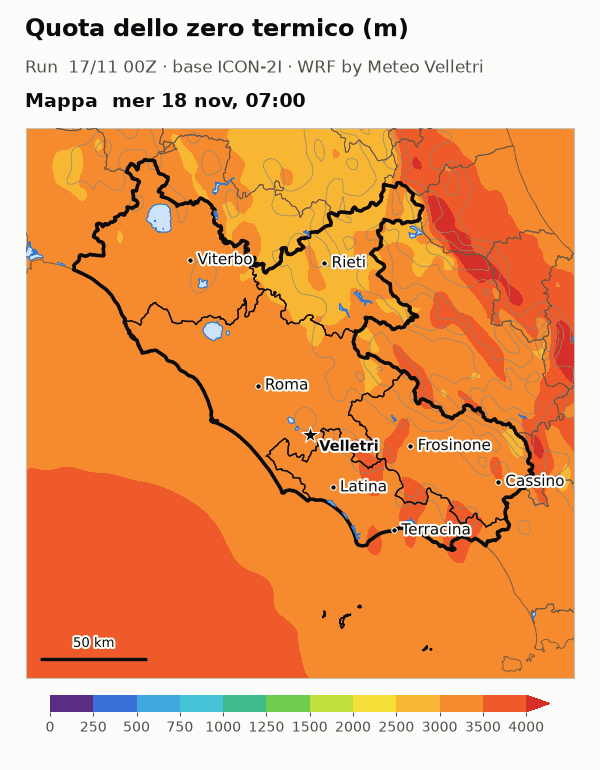 Quota dello zero termico (m)
Run 17/11 00Z · base ICON-2I · WRF by Meteo Velletri
Mappa mer 18 nov, 07:00
Viterbo
Rieti
Roma
Velletri
Frosinone
Cassino
Latina
Terracina
50 km
0 250 500 750 1000 1250 1500 2000 2500 3000 3500 4000